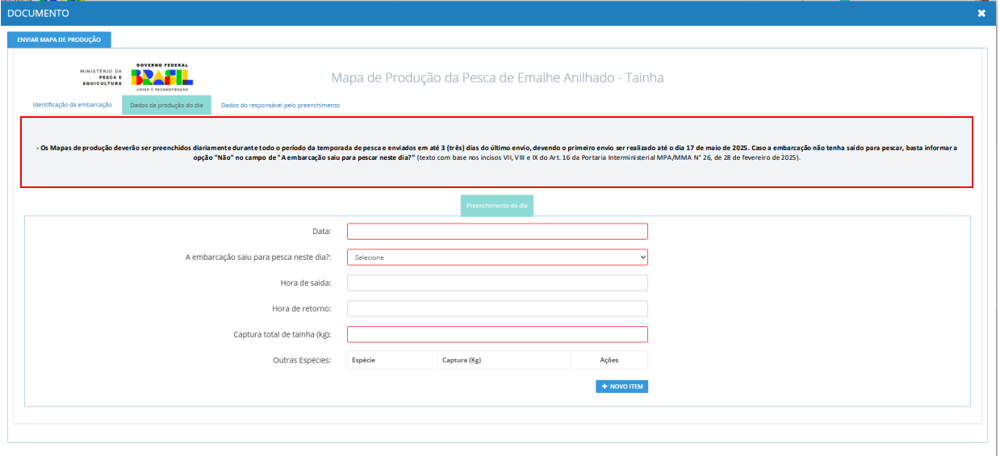 DOCUMENTO
ENVIAR MAPA DE PRODUÇÃO
MINISTÉRIO DA
PESCA E
AQUICULTURA
GOVERNO FEDERAL
BRASIL
UNIÃO E RECONSTRUÇÃO
Mapa de Produção da Pesca de Emalhe Anilhado - Tainha
Identificação da embarcação Dados da produção do dia Dados do responsável pelo preenchimento
- Os Mapas de produção deverão ser preenchidos diariamente durante todo o período da temporada de pesca e enviados em até 3 (três) dias do último envio, devendo o primeiro envio ser realizado até o dia 17 de maio de 2025. Caso a embarcação não tenha saído para pescar, basta informar a
opção "Não" no campo de "A embarcação saiu para pescar neste dia?" (texto com base nos incisos VII, VIII e IX do Art. 16 da Portaria Interministerial MPA/MMA N° 26, de 28 de fevereiro de 2025).
Preenchimento do dia
Data:
A embarcação saiu para pesca neste dia?: Selecione
Hora de saída:
Hora de retorno:
Captura total de tainha (kg):
Outras Espécies: Espécie Captura (Kg) Ações
+ NOVO ITEM